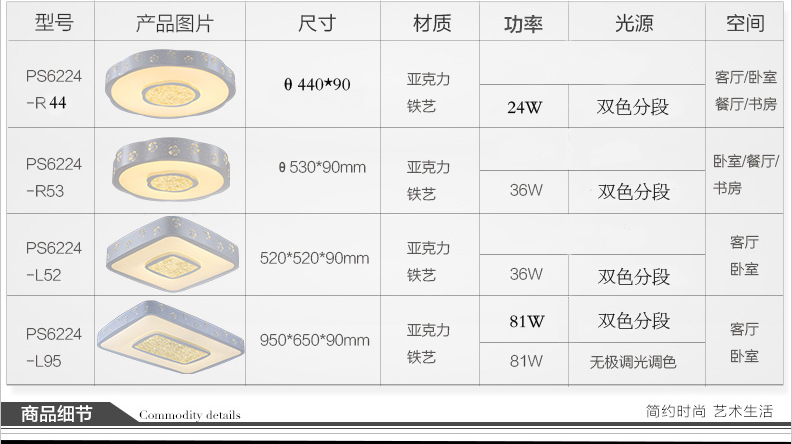 型号 产品图片 尺寸 材质 功率 光源 空间
PS6224 亚克力 客厅/卧室
-R 44 θ 440*90 铁艺 24W 双色分段 餐厅/书房
PS6224 θ 530*90mm 亚克力 卧室/餐厅/
-R53 铁艺 36W 双色分段 书房
PS6224 亚克力 客厅
-L52 520*520*90mm 铁艺 36W 双色分段 卧室
PS6224 亚克力 81W 双色分段 客厅
-L95 950*650*90mm 铁艺 81W 无极调光调色 卧室
商品细节 Commodity details 简约时尚 艺术生活